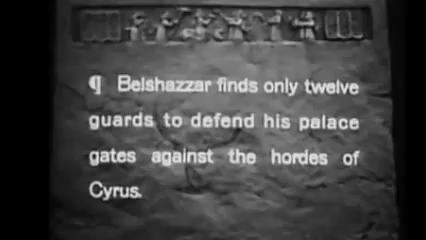 ¶ Belshazzar finds only twelve
guards to defend his palace
gates against the hordes of
Cyrus.